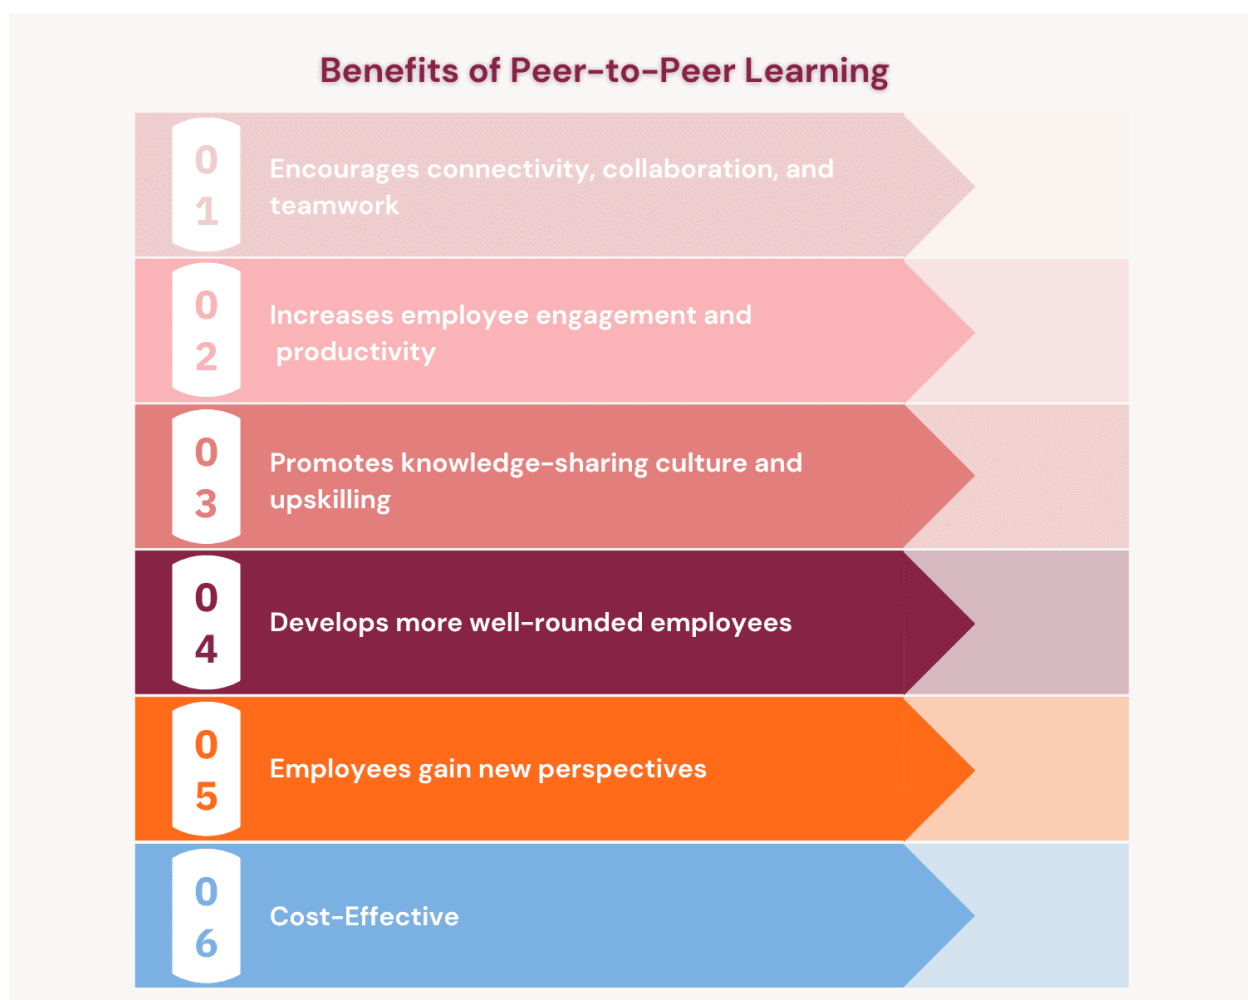 Benefits of Peer-to-Peer Learning
0
1
Encourages connectivity, collaboration, and
teamwork
0
2
Increases employee engagement and
productivity
0
3
Promotes knowledge-sharing culture and
upskilling
0
4
Develops more well-rounded employees
0
5
Employees gain new perspectives
0
6
Cost-Effective